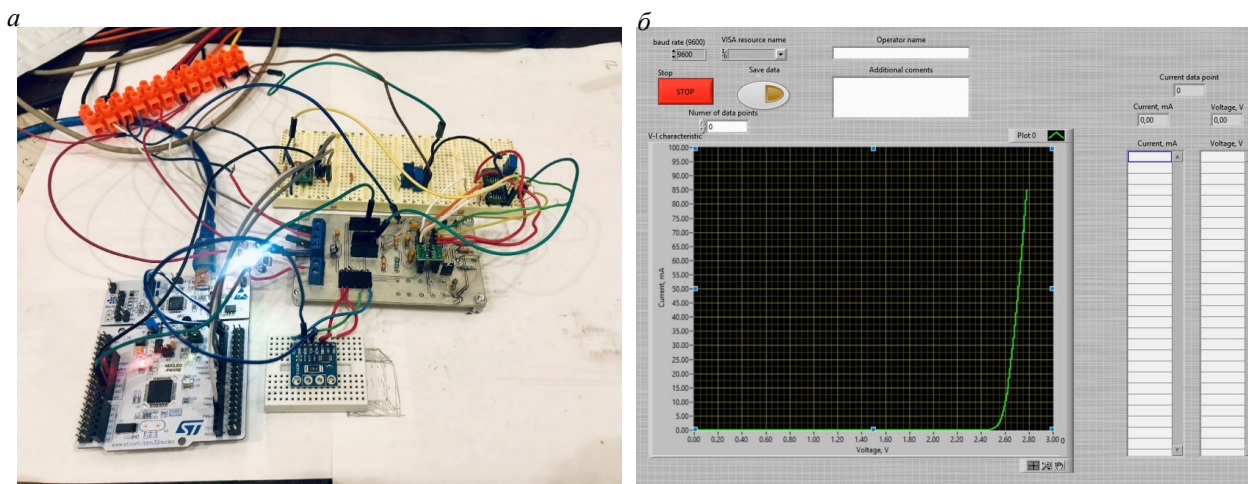 а
NUCLEO
ST
www.st.com/stm32nucleo
б
baud rate (9600)
9600
VISA resource name
Operator name
Stop
STOP
Save data
Additional coments
Numer of data points
0
Current data point
0
Current, mA
0,00
Voltage, V
0,00
V-I characteristic
Plot 0
Current, mA
Voltage, V
100.00
95.00
90.00
85.00
80.00
75.00
70.00
65.00
60.00
55.00
50.00
45.00
40.00
35.00
30.00
25.00
20.00
15.00
10.00
5.00
0.00
Current, mA
0.00 0.20 0.40 0.60 0.80 1.00 1.20 1.40 1.60 1.80 2.00 2.20 2.40 2.60 2.80 3.00 0
Voltage, V